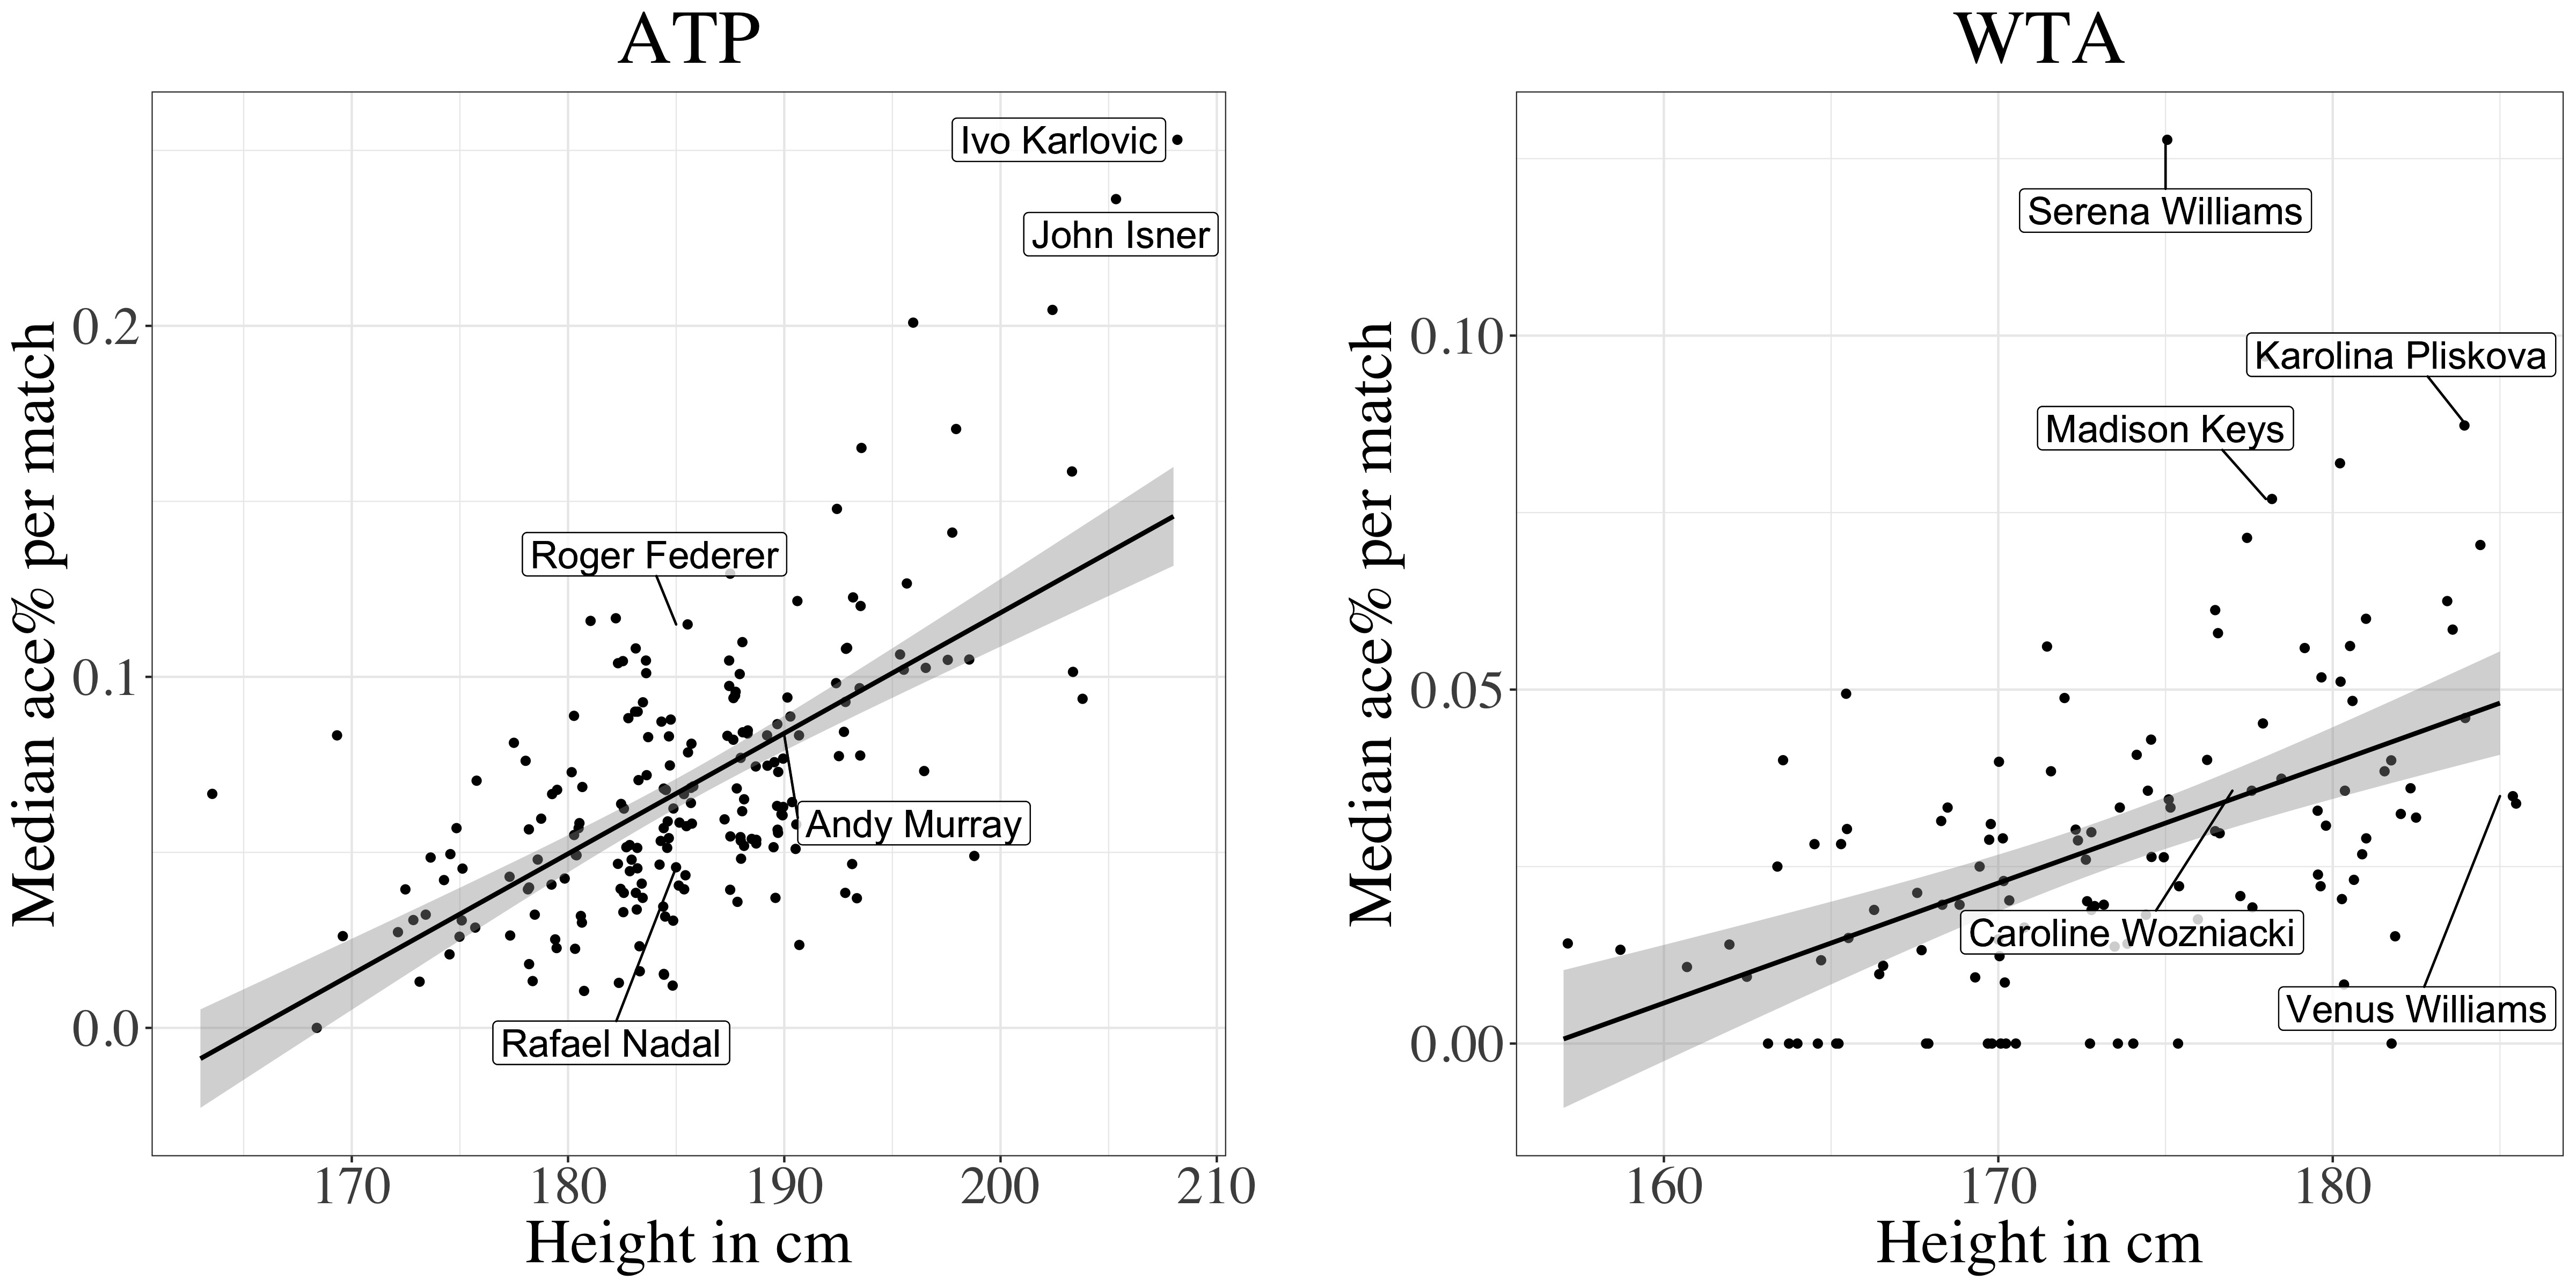 ATP
Median ace% per match
0.2
0.1
0.0
Ivo Karlovic
John Isner
Roger Federer
Andy Murray
Rafael Nadal
170 180 190 200 210
Height in cm
WTA
Median ace% per match
0.10
0.05
0.00
Serena Williams
Karolina Pliskova
Madison Keys
Caroline Wozniacki
Venus Williams
160 170 180
Height in cm